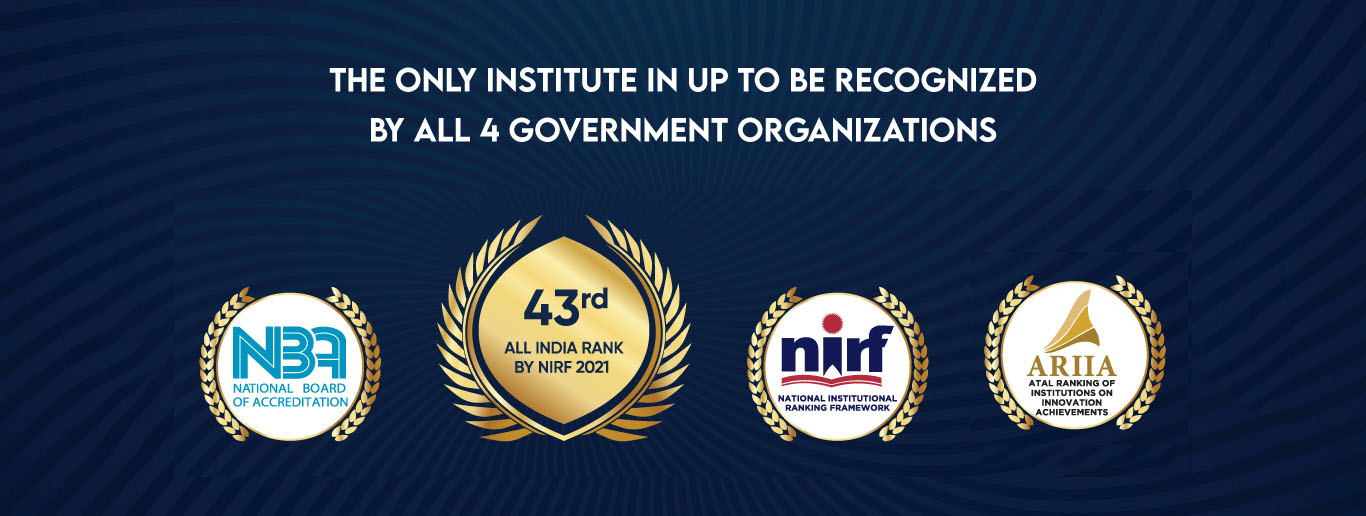 THE ONLY INSTITUTE IN UP TO BE RECOGNIZED
BY ALL 4 GOVERNMENT ORGANIZATIONS
NBA
NATIONAL BOARD
OF ACCREDITATION
43rd
ALL INDIA RANK
BY NIRF 2021
nirf
NATIONAL INSTITUTIONAL
RANKING FRAMEWORK
ARIIA
ATAL RANKING OF
INSTITUTIONS ON
INNOVATION
ACHIEVEMENTS